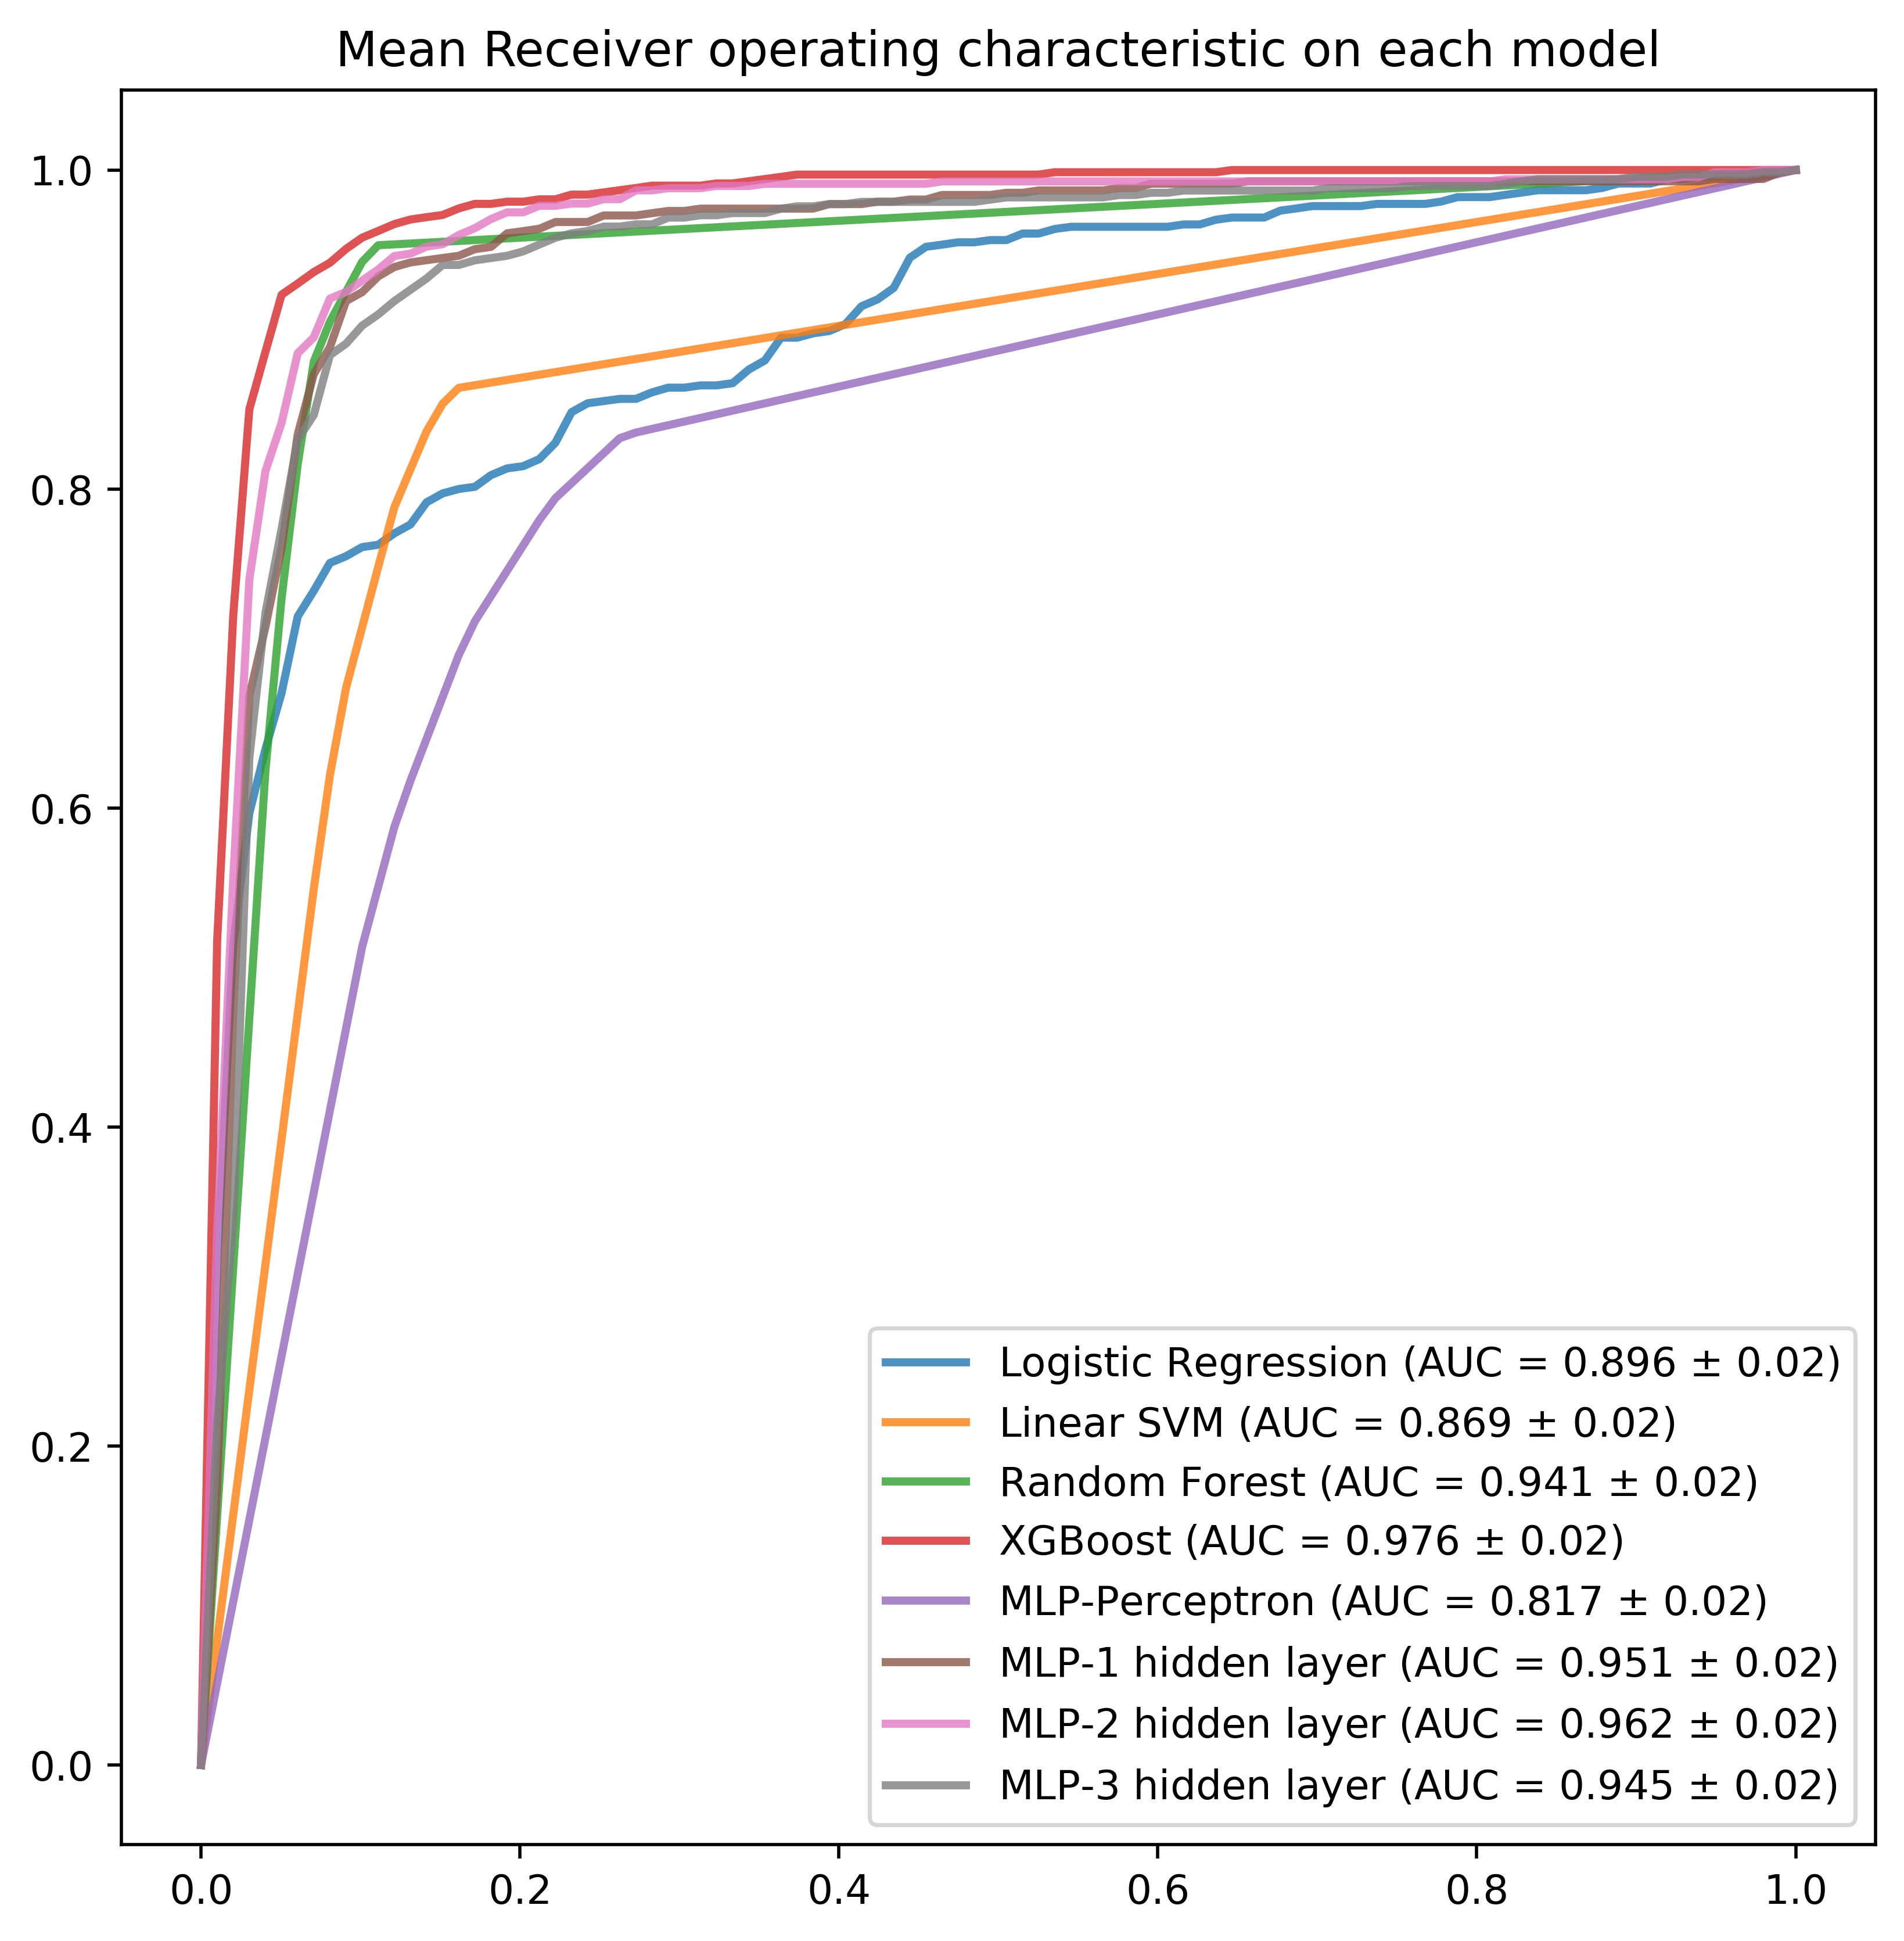 Mean Receiver operating characteristic on each model
1.0
0.8
0.6
0.4
0.2
0.0
Logistic Regression (AUC = 0.896 ± 0.02)
Linear SVM (AUC = 0.869 ± 0.02)
Random Forest (AUC = 0.941 ± 0.02)
XGBoost (AUC = 0.976 ± 0.02)
MLP-Perceptron (AUC = 0.817 ± 0.02)
MLP-1 hidden layer (AUC = 0.951 ± 0.02)
MLP-2 hidden layer (AUC = 0.962 ± 0.02)
MLP-3 hidden layer (AUC = 0.945 ± 0.02)
0.0 0.2 0.4 0.6 0.8 1.0